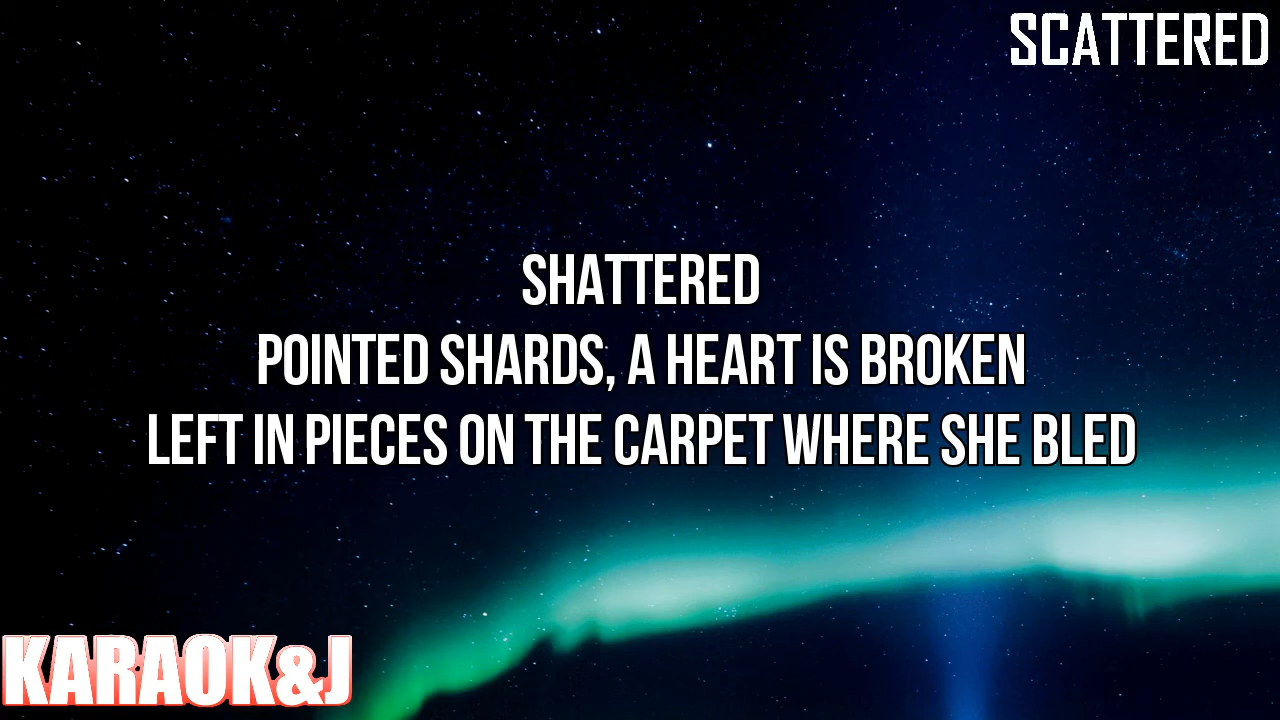 SCATTERED
SHATTERED
POINTED SHARDS, A HEART IS BROKEN
LEFT IN PIECES ON THE CARPET WHERE SHE BLED
KARAOK&J